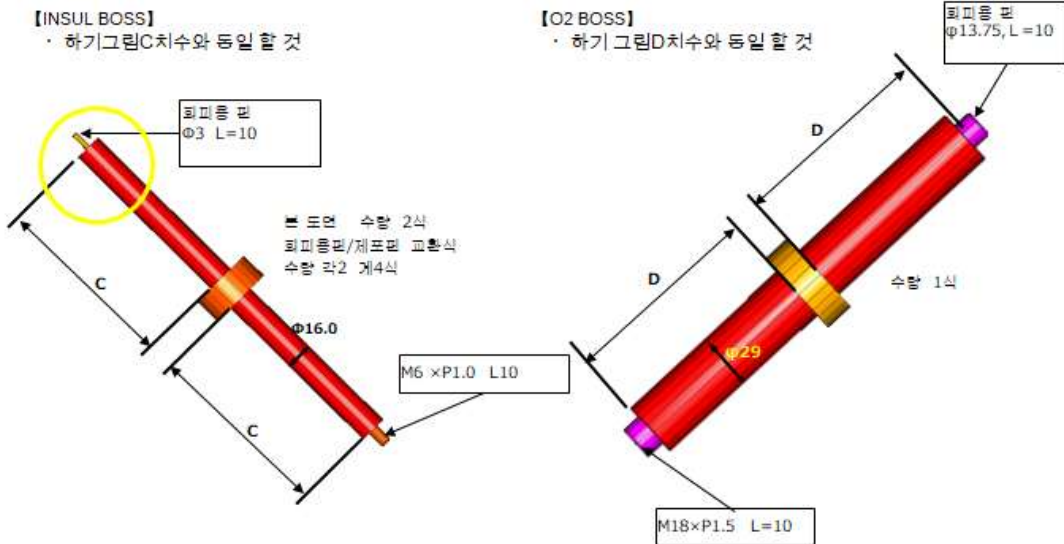 【INSUL BOSS】
· 하기그림C치수와 동일 할 것
회피용 핀
Φ3 L=10
C
본 도면 수량 2식
회피용핀/제포핀 교환식
수량 각2 계4식
Φ16.0
C
M6 ×P1.0 L10
【O2 BOSS】
· 하기 그림D치수와 동일 할 것
회피용 핀
φ13.75, L =10
D
D
수량 1식
φ29
M18×P1.5 L=10